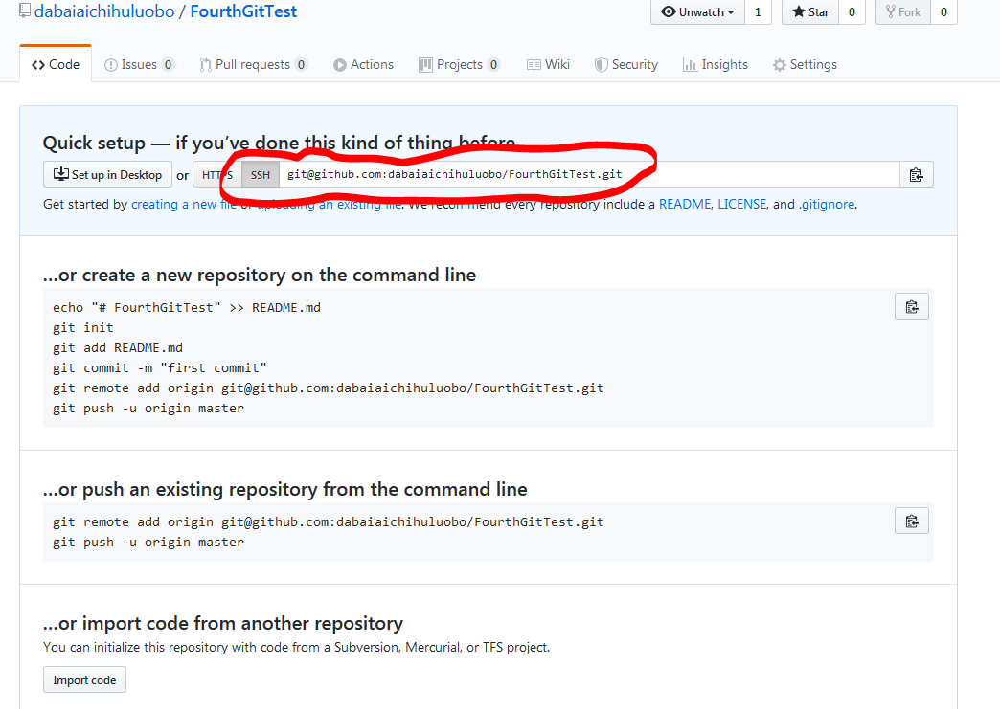 dabaiaichihuluobo / FourthGitTest
Unwatch 1 Star 0 Fork 0
Code Issues 0 Pull requests 0 Actions Projects 0 Wiki Security Insights Settings
Quick setup — if you've done this kind of thing before
Set up in Desktop or HTTPS SSH git@github.com:dabaiaichihuluobo/FourthGitTest.git
Get started by creating a new file or uploading an existing file. We recommend every repository include a README, LICENSE, and .gitignore.
…or create a new repository on the command line
echo "# FourthGitTest" >> README.md
git init
git add README.md
git commit -m "first commit"
git remote add origin git@github.com:dabaiaichihuluobo/FourthGitTest.git
git push -u origin master
…or push an existing repository from the command line
git remote add origin git@github.com:dabaiaichihuluobo/FourthGitTest.git
git push -u origin master
…or import code from another repository
You can initialize this repository with code from a Subversion, Mercurial, or TFS project.
Import code